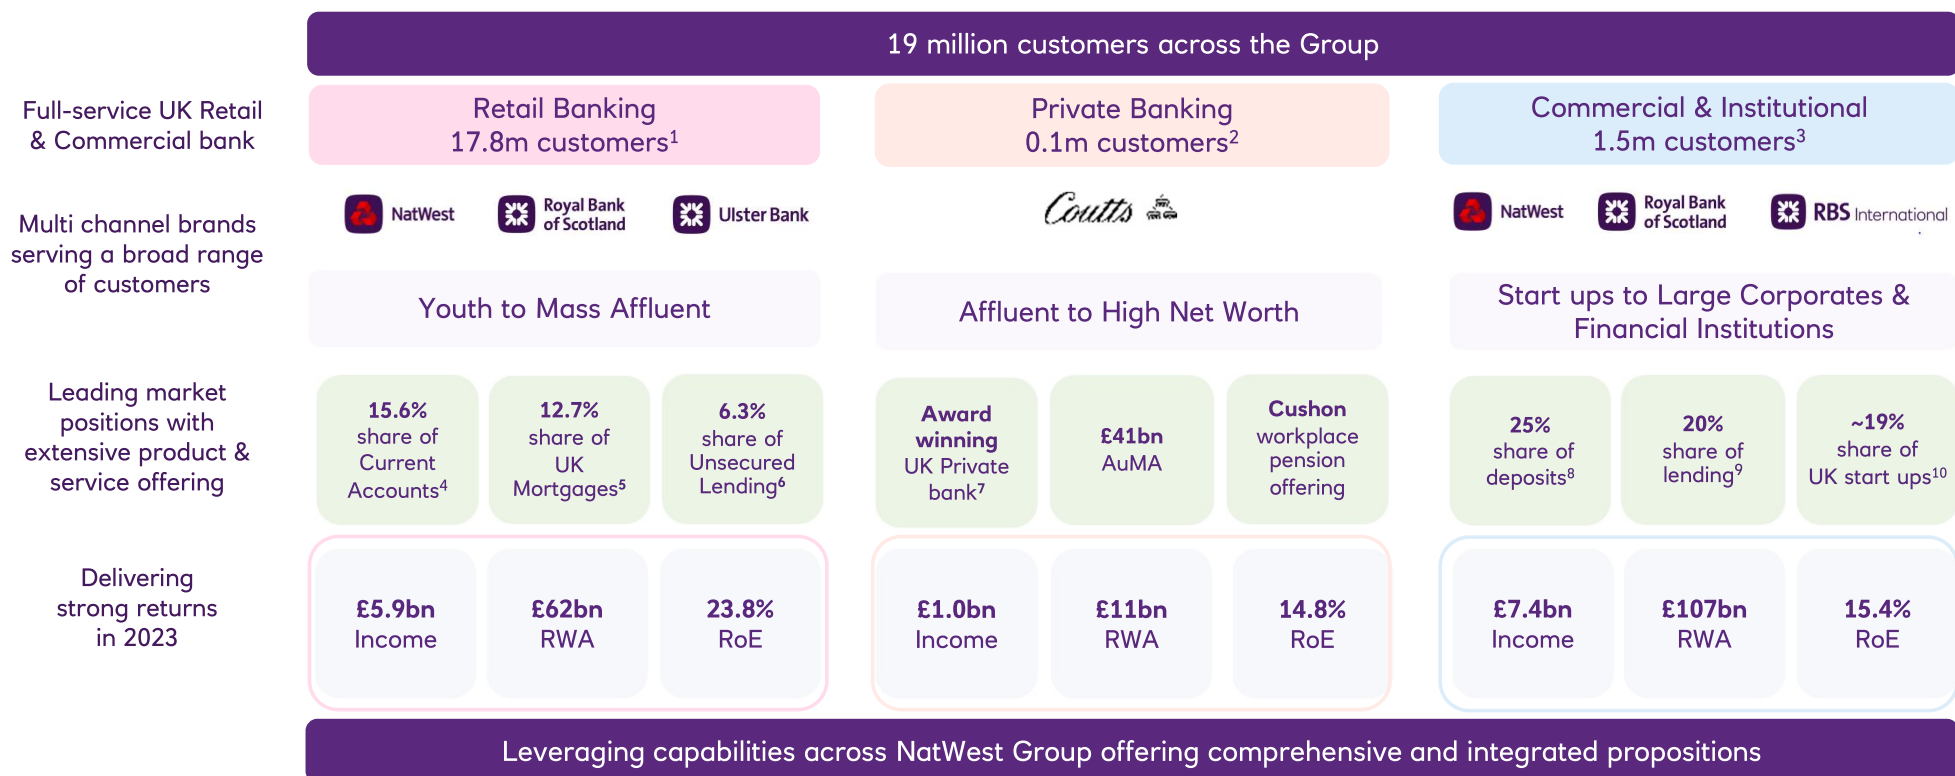 19 million customers across the Group
Full-service UK Retail
& Commercial bank
Retail Banking
17.8m customers¹
Private Banking
0.1m customers²
Commercial & Institutional
1.5m customers³
Multi channel brands
serving a broad range
of customers
NatWest
Royal Bank
of Scotland
Ulster Bank
Coutts
NatWest
Royal Bank
of Scotland
RBS International
Youth to Mass Affluent
Affluent to High Net Worth
Start ups to Large Corporates &
Financial Institutions
Leading market
positions with
extensive product &
service offering
15.6%
share of
Current
Accounts⁴
12.7%
share of
UK
Mortgages⁵
6.3%
share of
Unsecured
Lending⁶
Award
winning
UK Private
bank⁷
£41bn
AuMA
Cushon
workplace
pension
offering
25%
share of
deposits⁸
20%
share of
lending⁹
~19%
share of
UK start ups¹⁰
Delivering
strong returns
in 2023
£5.9bn
Income
£62bn
RWA
23.8%
RoE
£1.0bn
Income
£11bn
RWA
14.8%
RoE
£7.4bn
Income
£107bn
RWA
15.4%
RoE
Leveraging capabilities across NatWest Group offering comprehensive and integrated propositions